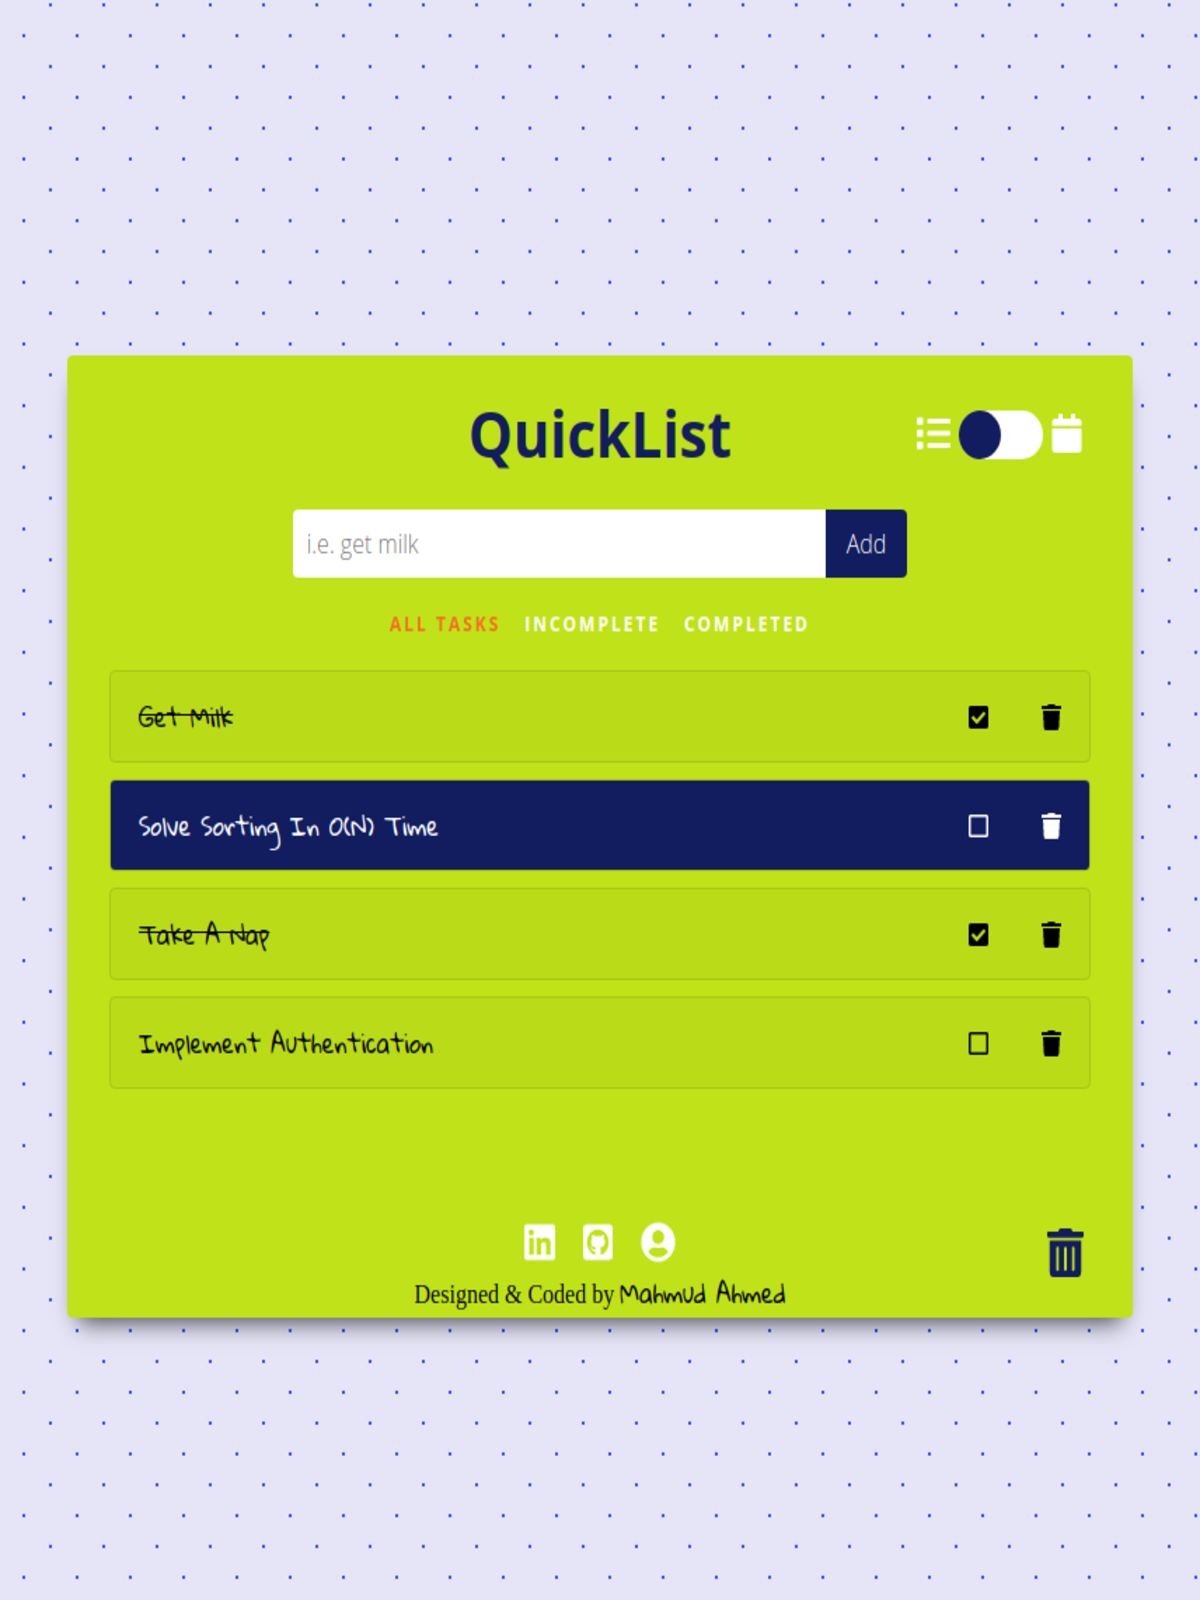 QuickList
i.e. get milk
Add
ALL TASKS INCOMPLETE COMPLETED
Get Milk
Solve Sorting In O(N) Time
Take A Nap
Implement Authentication
in
Designed & Coded by Mahmud Ahmed